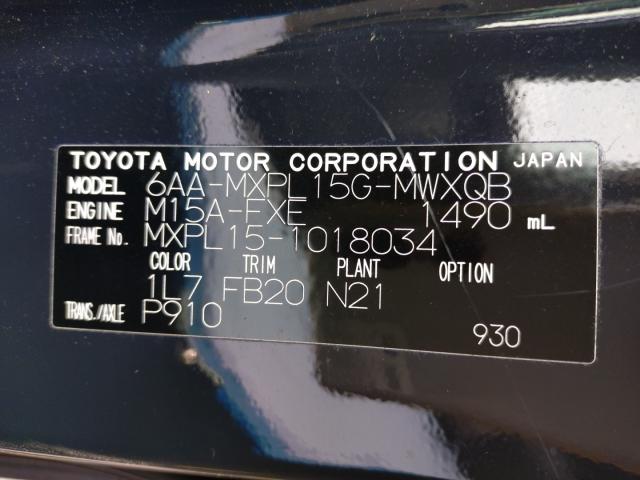 TOYOTA MOTOR CORPORATION JAPAN
MODEL 6AA-MXPL15G-MWXQB
ENGINE M15A-FXE 1490 mL
FRAME No. MXPL15-1018034
COLOR TRIM PLANT OPTION
1L7 FB20 N21
TRANS./AXLE P910
930